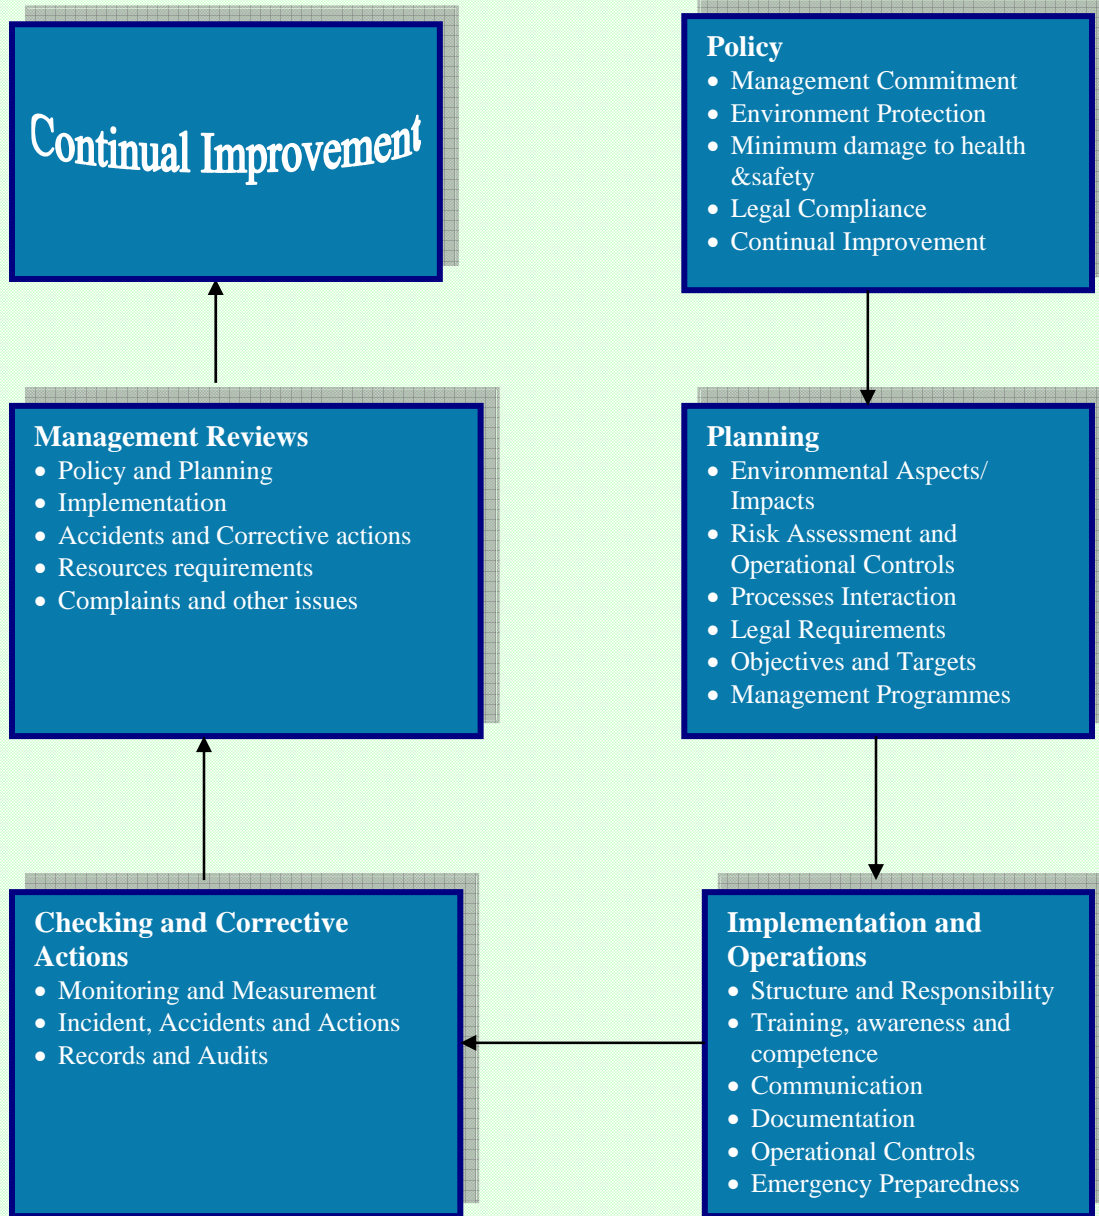 Continual Improvement
Policy
• Management Commitment
• Environment Protection
• Minimum damage to health
&safety
• Legal Compliance
• Continual Improvement
Management Reviews
• Policy and Planning
• Implementation
• Accidents and Corrective actions
• Resources requirements
• Complaints and other issues
Planning
• Environmental Aspects/
Impacts
• Risk Assessment and
Operational Controls
• Processes Interaction
• Legal Requirements
• Objectives and Targets
• Management Programmes
Checking and Corrective
Actions
• Monitoring and Measurement
• Incident, Accidents and Actions
• Records and Audits
Implementation and
Operations
• Structure and Responsibility
• Training, awareness and
competence
• Communication
• Documentation
• Operational Controls
• Emergency Preparedness